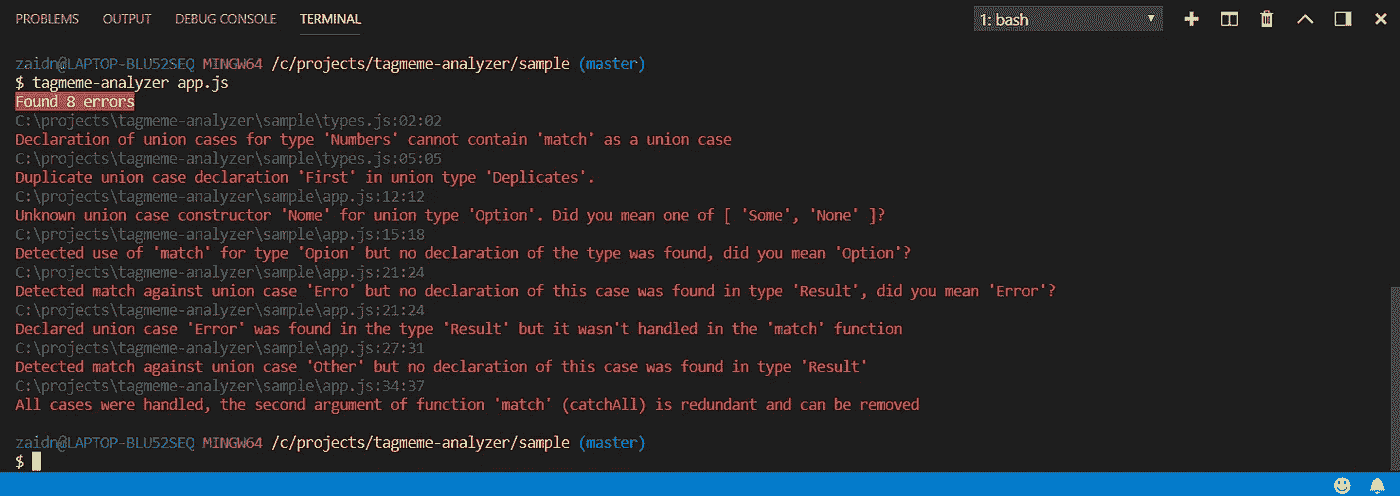 PROBLEMS OUTPUT DEBUG CONSOLE TERMINAL 1: bash
zaidn@LAPTOP-BLU52SEQ MINGW64 /c/projects/tagmeme-analyzer/sample (master)
$ tagmeme-analyzer app.js
Found 8 errors
C:\projects\tagmeme-analyzer\sample\types.js:02:02
Declaration of union cases for type 'Numbers' cannot contain 'match' as a union case
C:\projects\tagmeme-analyzer\sample\types.js:05:05
Duplicate union case declaration 'First' in union type 'Deplicates'.
C:\projects\tagmeme-analyzer\sample\app.js:12:12
Unknown union case constructor 'Nome' for union type 'Option'. Did you mean one of [ 'Some', 'None' ]?
C:\projects\tagmeme-analyzer\sample\app.js:15:18
Detected use of 'match' for type 'Opion' but no declaration of the type was found, did you mean 'Option'?
C:\projects\tagmeme-analyzer\sample\app.js:21:24
Detected match against union case 'Erro' but no declaration of this case was found in type 'Result', did you mean 'Error'?
C:\projects\tagmeme-analyzer\sample\app.js:21:24
Declared union case 'Error' was found in the type 'Result' but it wasn't handled in the 'match' function
C:\projects\tagmeme-analyzer\sample\app.js:27:31
Detected match against union case 'Other' but no declaration of this case was found in type 'Result'
C:\projects\tagmeme-analyzer\sample\app.js:34:37
All cases were handled, the second argument of function 'match' (catchAll) is redundant and can be removed
zaidn@LAPTOP-BLU52SEQ MINGW64 /c/projects/tagmeme-analyzer/sample (master)
$